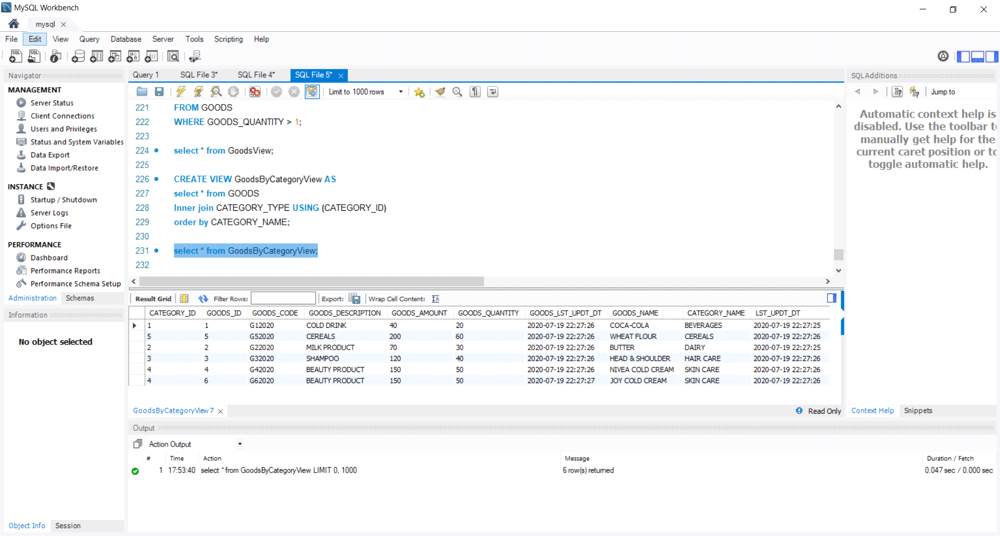 MySQL Workbench
mysql
File Edit View Query Database Server Tools Scripting Help
Navigator
MANAGEMENT
Server Status
Client Connections
Users and Privileges
Status and System Variables
Data Export
Data Import/Restore
INSTANCE
Startup / Shutdown
Server Logs
Options File
PERFORMANCE
Dashboard
Performance Reports
Performance Schema Setup
Administration Schemas
Information
No object selected
Object Info Session
Query 1 SQL File 3* SQL File 4* SQL File 5*
Limit to 1000 rows
221 FROM GOODS
222 WHERE GOODS_QUANTITY > 1;
223
224 select * from GoodsView;
225
226 CREATE VIEW GoodsByCategoryView AS
227 select * from GOODS
228 Inner join CATEGORY_TYPE USING (CATEGORY_ID)
229 order by CATEGORY_NAME;
230
231 select * from GoodsByCategoryView;
232
Result Grid Filter Rows: Export: Wrap Cell Content:
CATEGORY_ID GOODS_ID GOODS_CODE GOODS_DESCRIPTION GOODS_AMOUNT GOODS_QUANTITY GOODS_LST_UPDT_DT GOODS_NAME CATEGORY_NAME LST_UPDT_DT
1 1 G12020 COLD DRINK 40 20 2020-07-19 22:27:26 COCA-COLA BEVERAGES 2020-07-19 22:27:25
5 5 G52020 CEREALS 200 60 2020-07-19 22:27:26 WHEAT FLOUR CEREALS 2020-07-19 22:27:26
2 2 G22020 MILK PRODUCT 70 30 2020-07-19 22:27:26 BUTTER DAIRY 2020-07-19 22:27:25
3 3 G32020 SHAMPOO 120 40 2020-07-19 22:27:26 HEAD & SHOULDER HAIR CARE 2020-07-19 22:27:26
4 4 G42020 BEAUTY PRODUCT 150 50 2020-07-19 22:27:26 NIVEA COLD CREAM SKIN CARE 2020-07-19 22:27:26
4 6 G62020 BEAUTY PRODUCT 150 50 2020-07-19 22:27:27 JOY COLD CREAM SKIN CARE 2020-07-19 22:27:26
GoodsByCategoryView 7
Read Only
Output
Action Output
# Time Action Message Duration / Fetch
1 17:53:40 select * from GoodsByCategoryView LIMIT 0, 1000 6 row(s) returned 0.047 sec / 0.000 sec
SQLAdditions
Jump to
Automatic context help is
disabled. Use the toolbar t
manually get help for the
current caret position or to
toggle automatic help.
Context Help Snippets